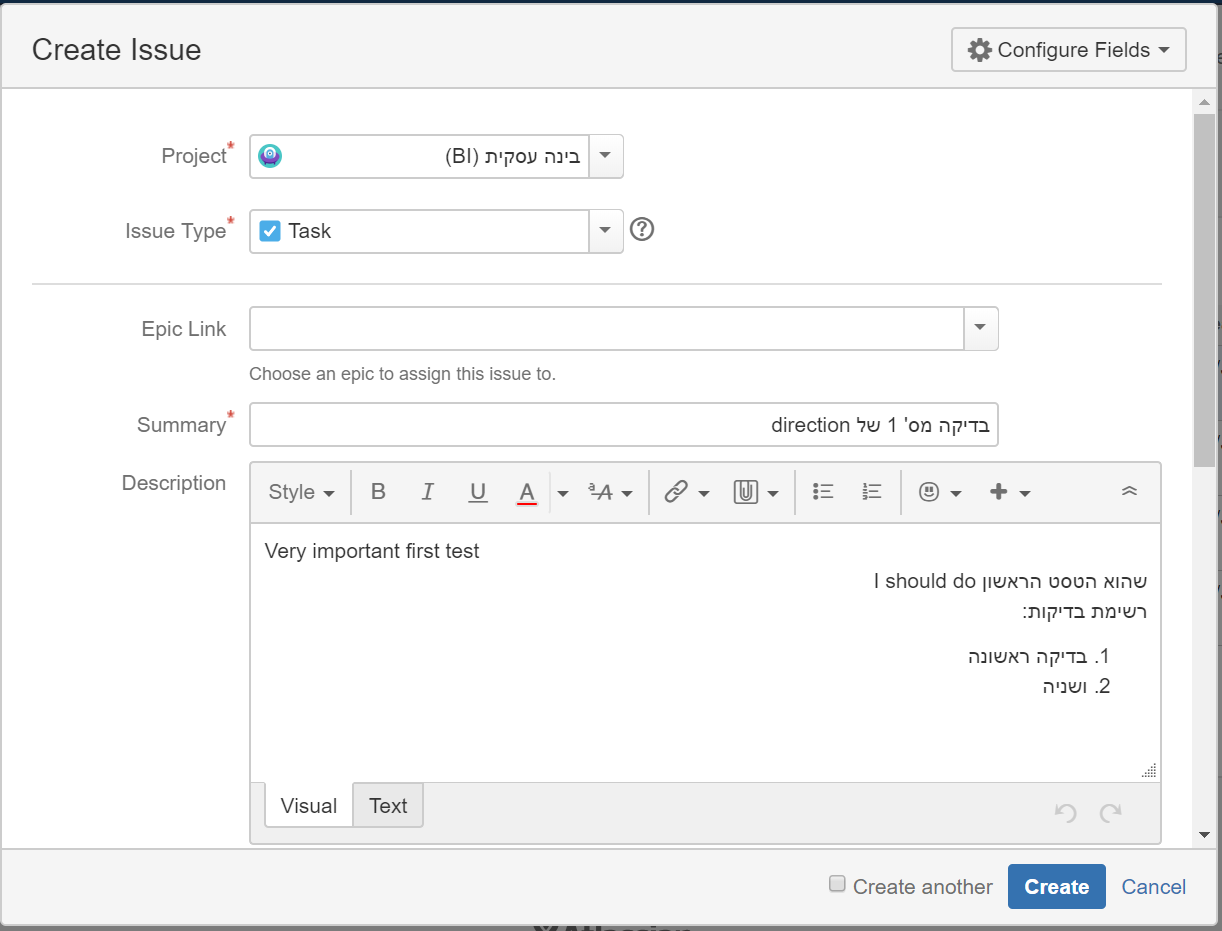 Create Issue
Configure Fields
Project*
בינה עסקית (BI)
Issue Type*
Task
Epic Link
Choose an epic to assign this issue to.
Summary*
בדיקה מס' 1 של direction
Description
Style
B I U A
Very important first test
שהוא הטסט הראשון I should do
רשימת בדיקות:
1. בדיקה ראשונה
2. ושניה
Visual
Text
Create another
Create
Cancel